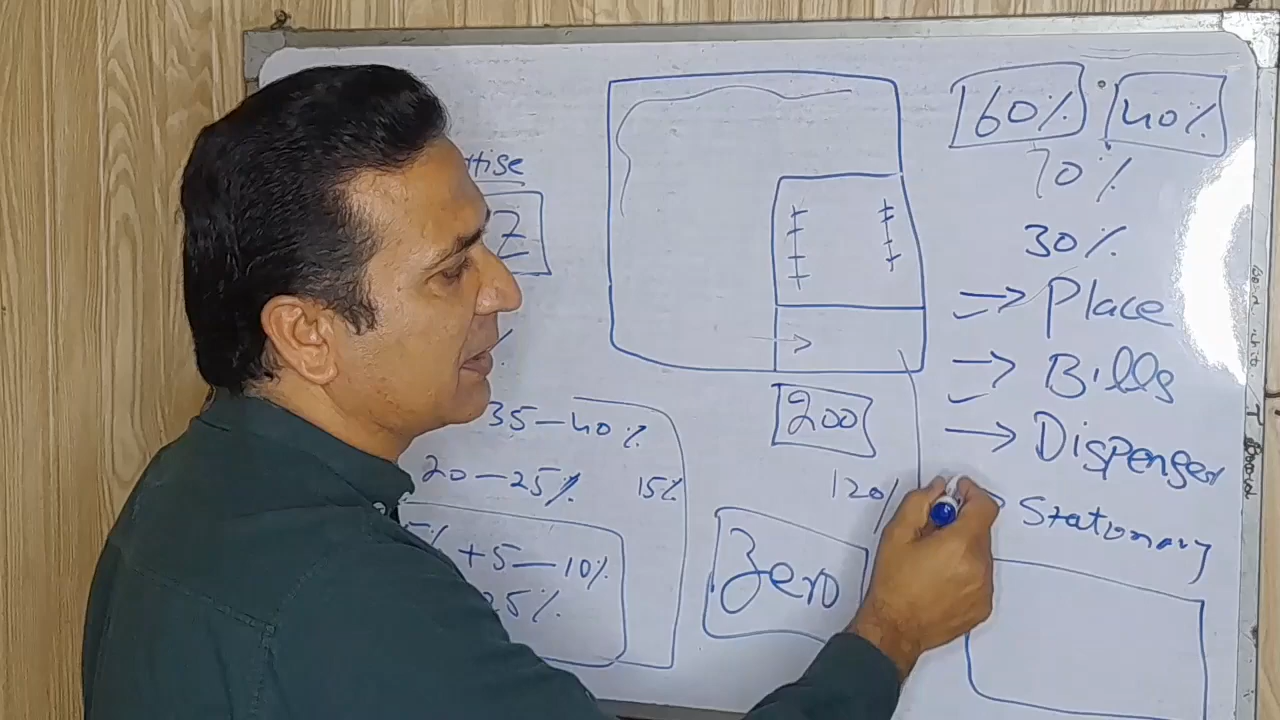 60% 40%
70%
30%
→ Place
→ Bills
→ Dispenser
Stationary
Z
35-40%
20-25% 15%
5% +5-10%
25%
200
120/
Zero